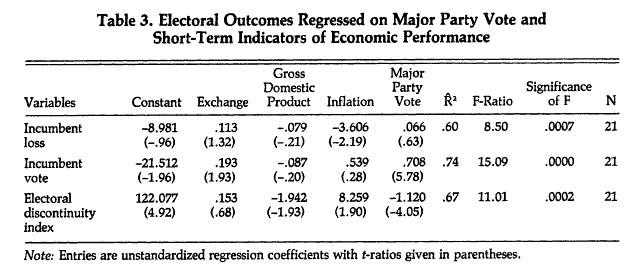 Table 3. Electoral Outcomes Regressed on Major Party Vote and
Short-Term Indicators of Economic Performance
Variables Constant Exchange Gross Domestic Product Inflation Major Party Vote R̂² F-Ratio Significance of F N
Incumbent loss -8.981 .113 -.079 -3.606 .066 .60 8.50 .0007 21
(-.96) (1.32) (-.21) (-2.19) (.63)
Incumbent vote -21.512 .193 -.087 .539 .708 .74 15.09 .0000 21
(-1.96) (1.93) (-.20) (.28) (5.78)
Electoral discontinuity index 122.077 .153 -1.942 8.259 -1.120 .67 11.01 .0002 21
(4.92) (.68) (-1.93) (1.90) (-4.05)
Note: Entries are unstandardized regression coefficients with t-ratios given in parentheses.